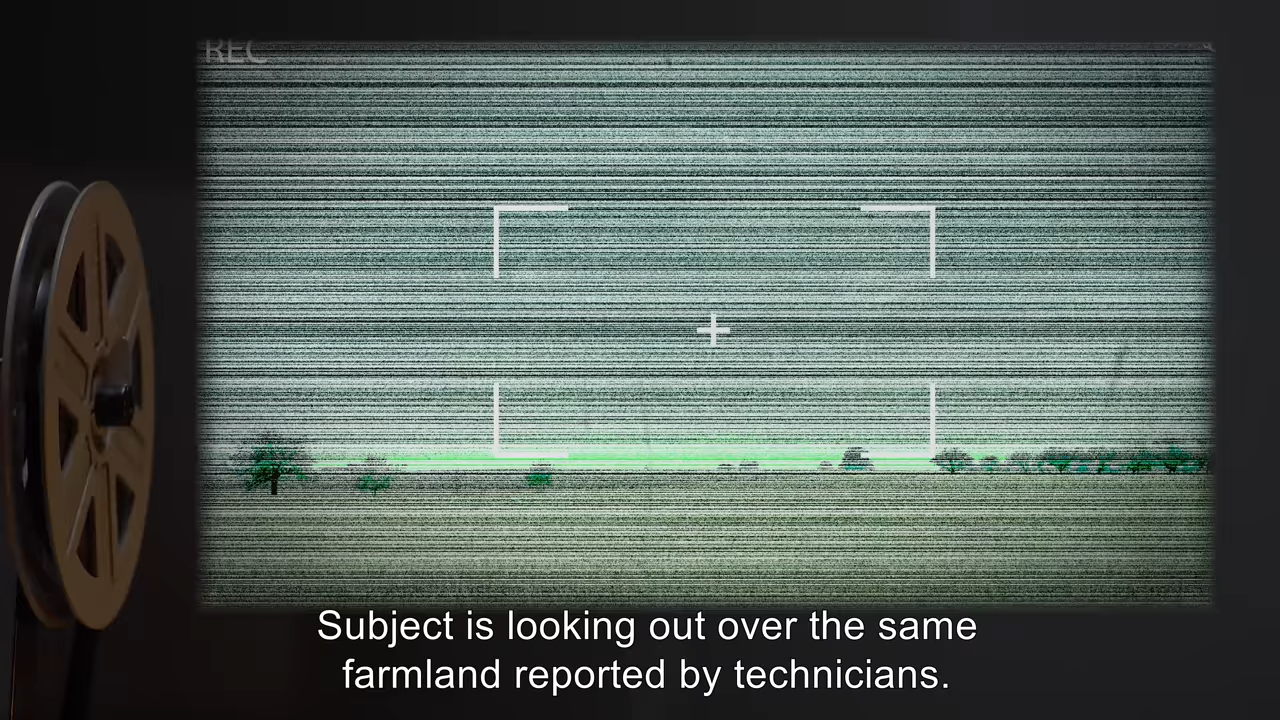 REC
Subject is looking out over the same
farmland reported by technicians.